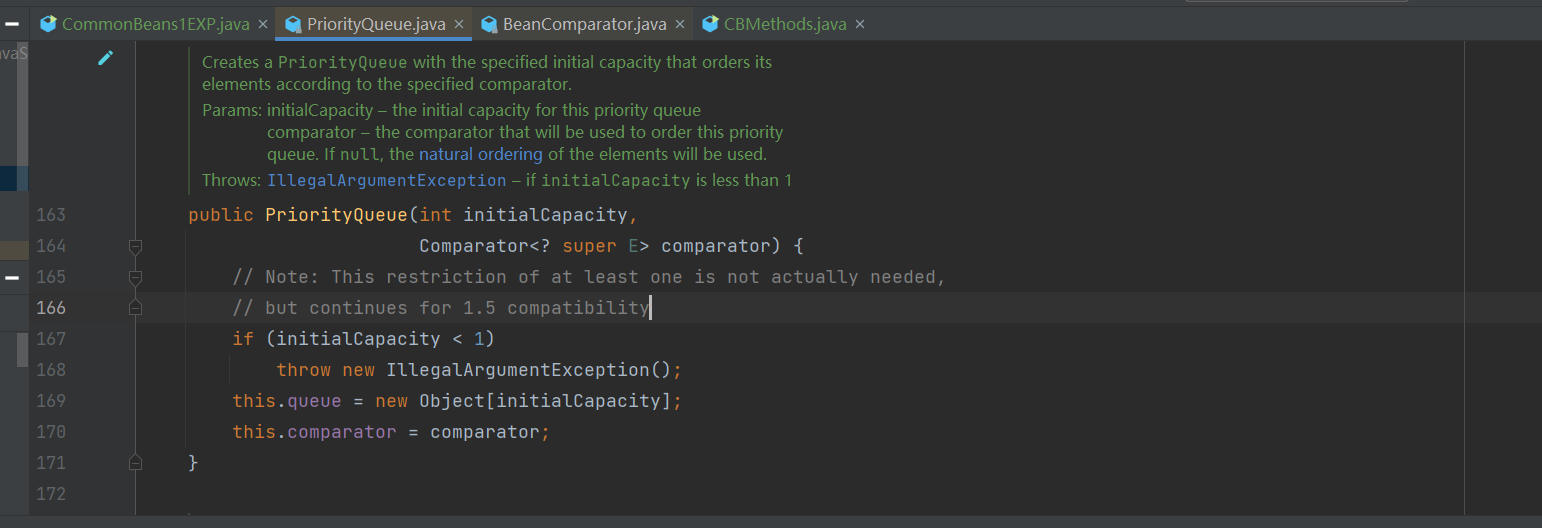 CommonBeans1EXP.java × PriorityQueue.java × BeanComparator.java × CBMethods.java ×
avaS
Creates a PriorityQueue with the specified initial capacity that orders its
elements according to the specified comparator.
Params: initialCapacity – the initial capacity for this priority queue
comparator – the comparator that will be used to order this priority
queue. If null, the natural ordering of the elements will be used.
Throws: IllegalArgumentException – if initialCapacity is less than 1
163 public PriorityQueue(int initialCapacity,
164 Comparator<? super E> comparator) {
165 // Note: This restriction of at least one is not actually needed,
166 // but continues for 1.5 compatibility
167 if (initialCapacity < 1)
168 throw new IllegalArgumentException();
169 this.queue = new Object[initialCapacity];
170 this.comparator = comparator;
171 }
172